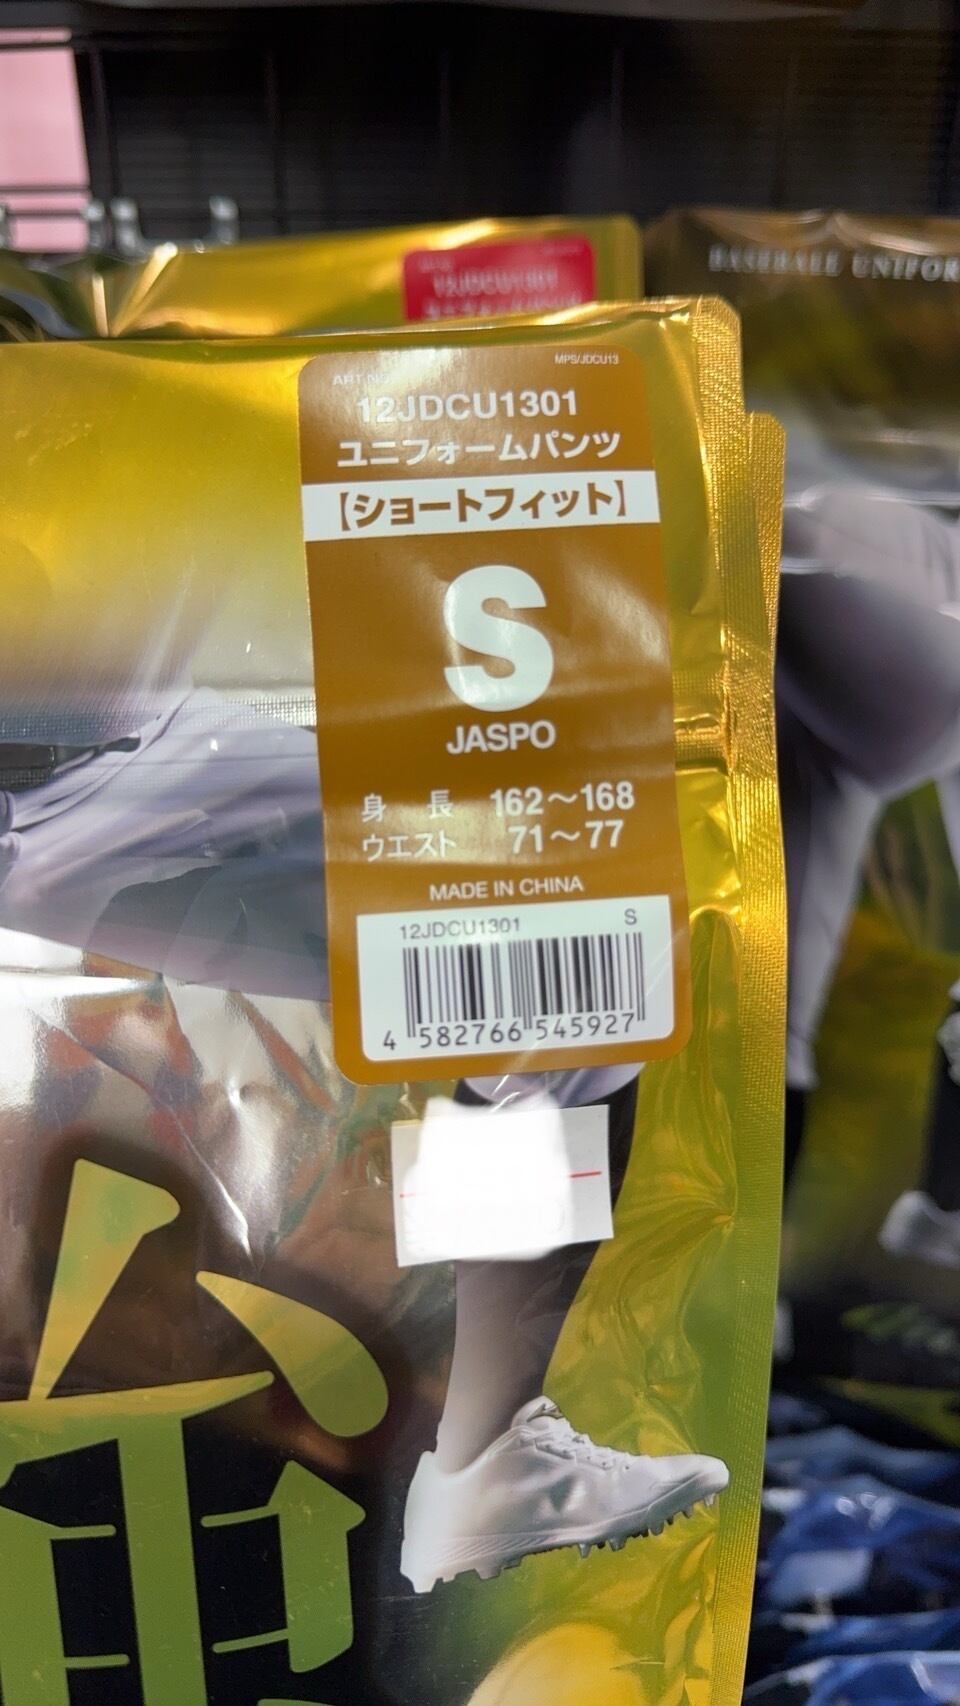 BASEBALL UNIFOR
12JDCU1301
MPS/JDCU13
ART NO.
12JDCU1301
ユニフォームパンツ
【ショートフィット】
S
JASPO
身長 162～168
ウエスト 71～77
MADE IN CHINA
12JDCU1301 S
4 582766 545927